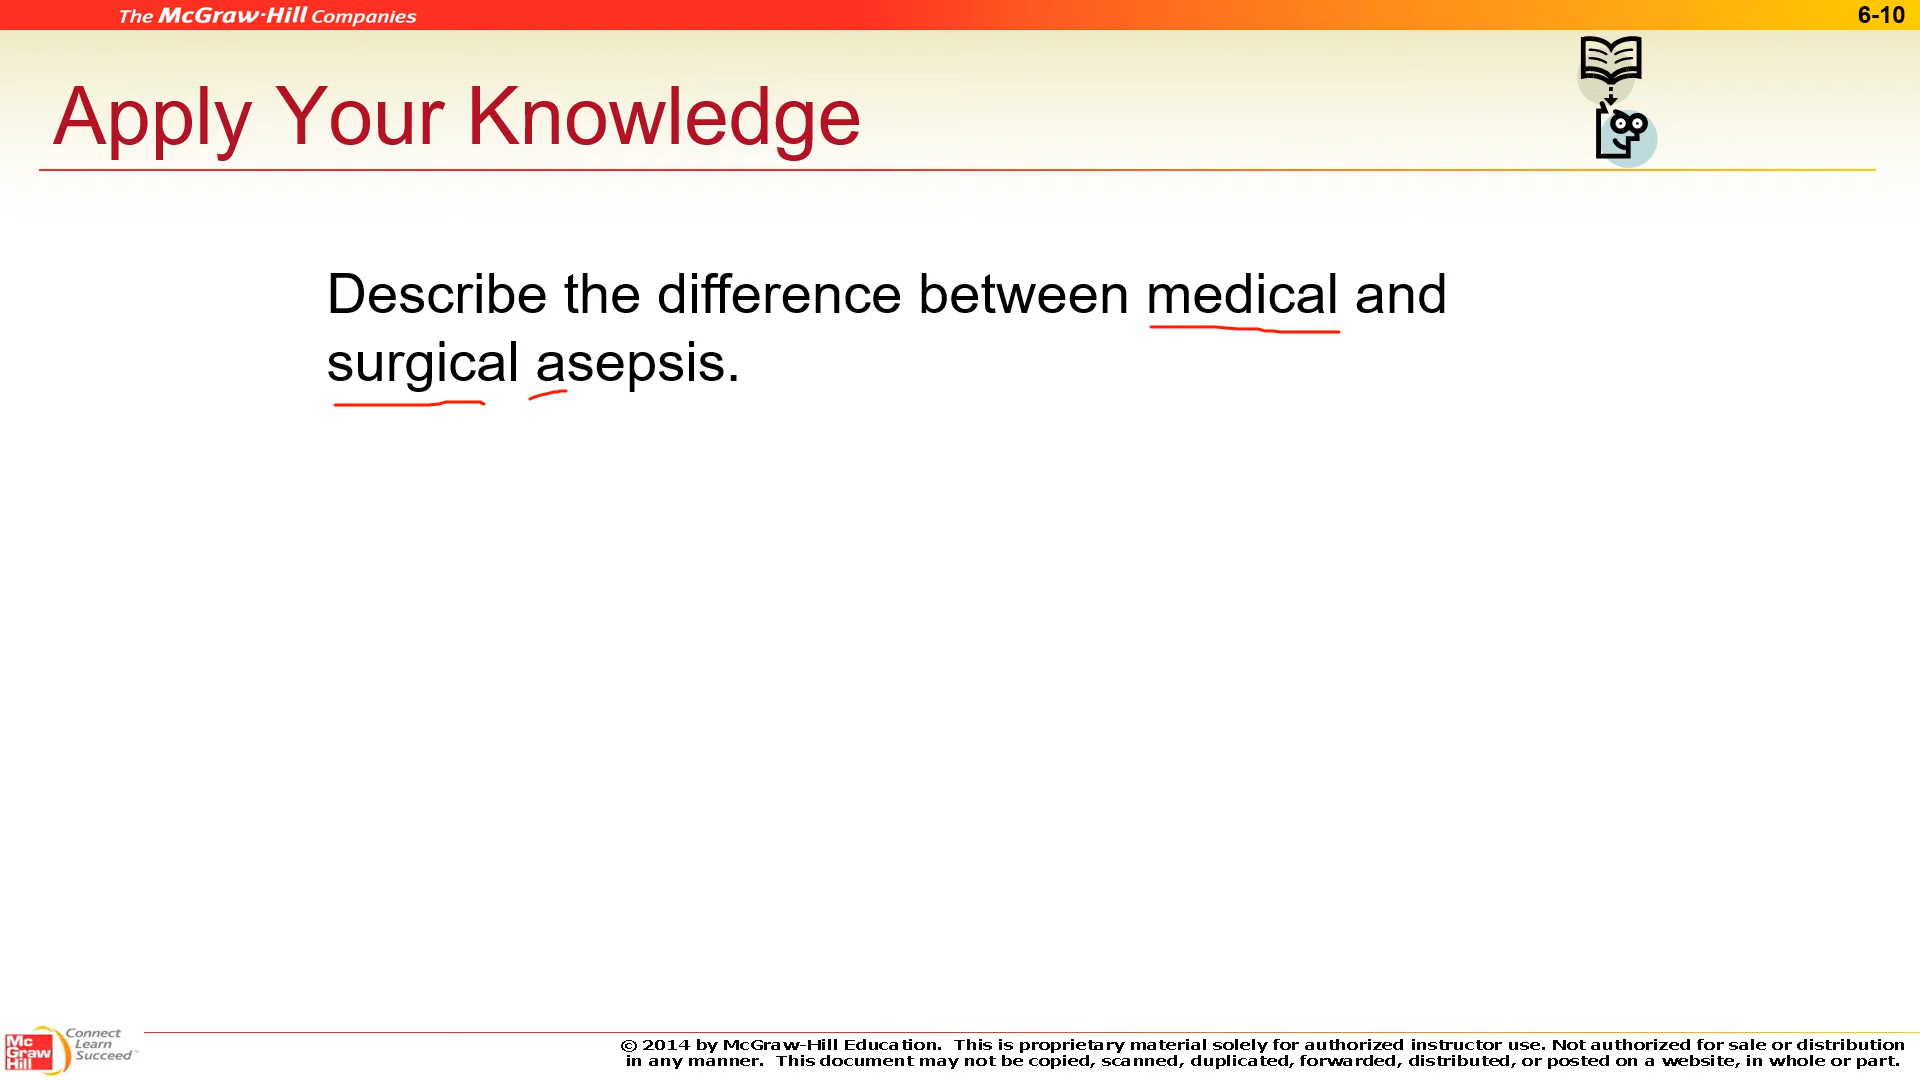 The McGraw-Hill Companies
6-10
Apply Your Knowledge
Describe the difference between medical and
surgical asepsis.
Mc
Graw
Hill
Connect
Learn
Succeed™
© 2014 by McGraw-Hill Education. This is proprietary material solely for authorized instructor use. Not authorized for sale or distribution
in any manner. This document may not be copied, scanned, duplicated, forwarded, distributed, or posted on a website, in whole or part.